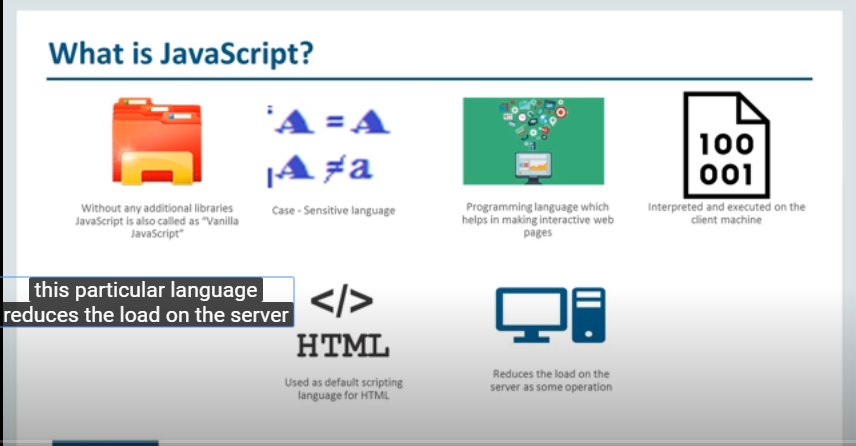 What is JavaScript?
A = A
A ≠ a
100
001
Without any additional libraries
JavaScript is also called as “Vanilla
JavaScript”
Case - Sensitive language
Programming language which
helps in making interactive web
pages
Interpreted and executed on the
client machine
this particular language
reduces the load on the server
</>
HTML
Used as default scripting
language for HTML
Reduces the load on the
server as some operation